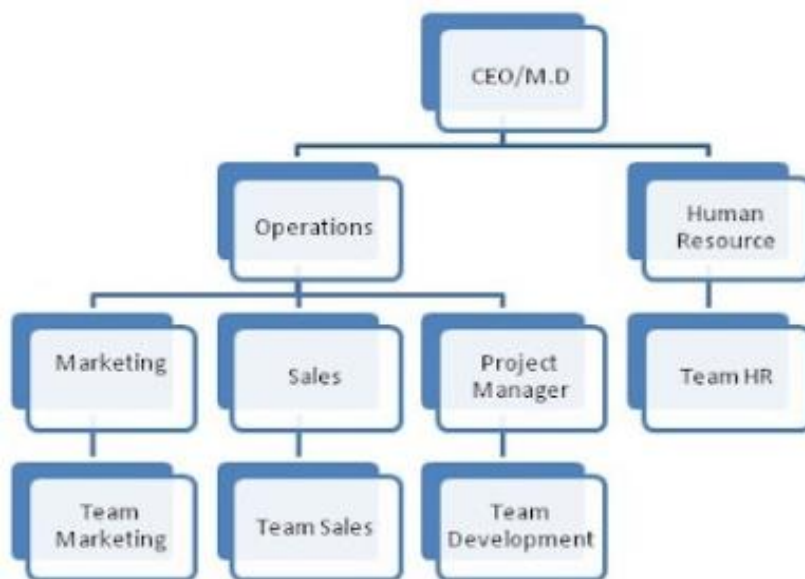 CEO/M.D
Operations
Human
Resource
Marketing
Sales
Project
Manager
Team HR
Team
Marketing
Team Sales
Team
Development